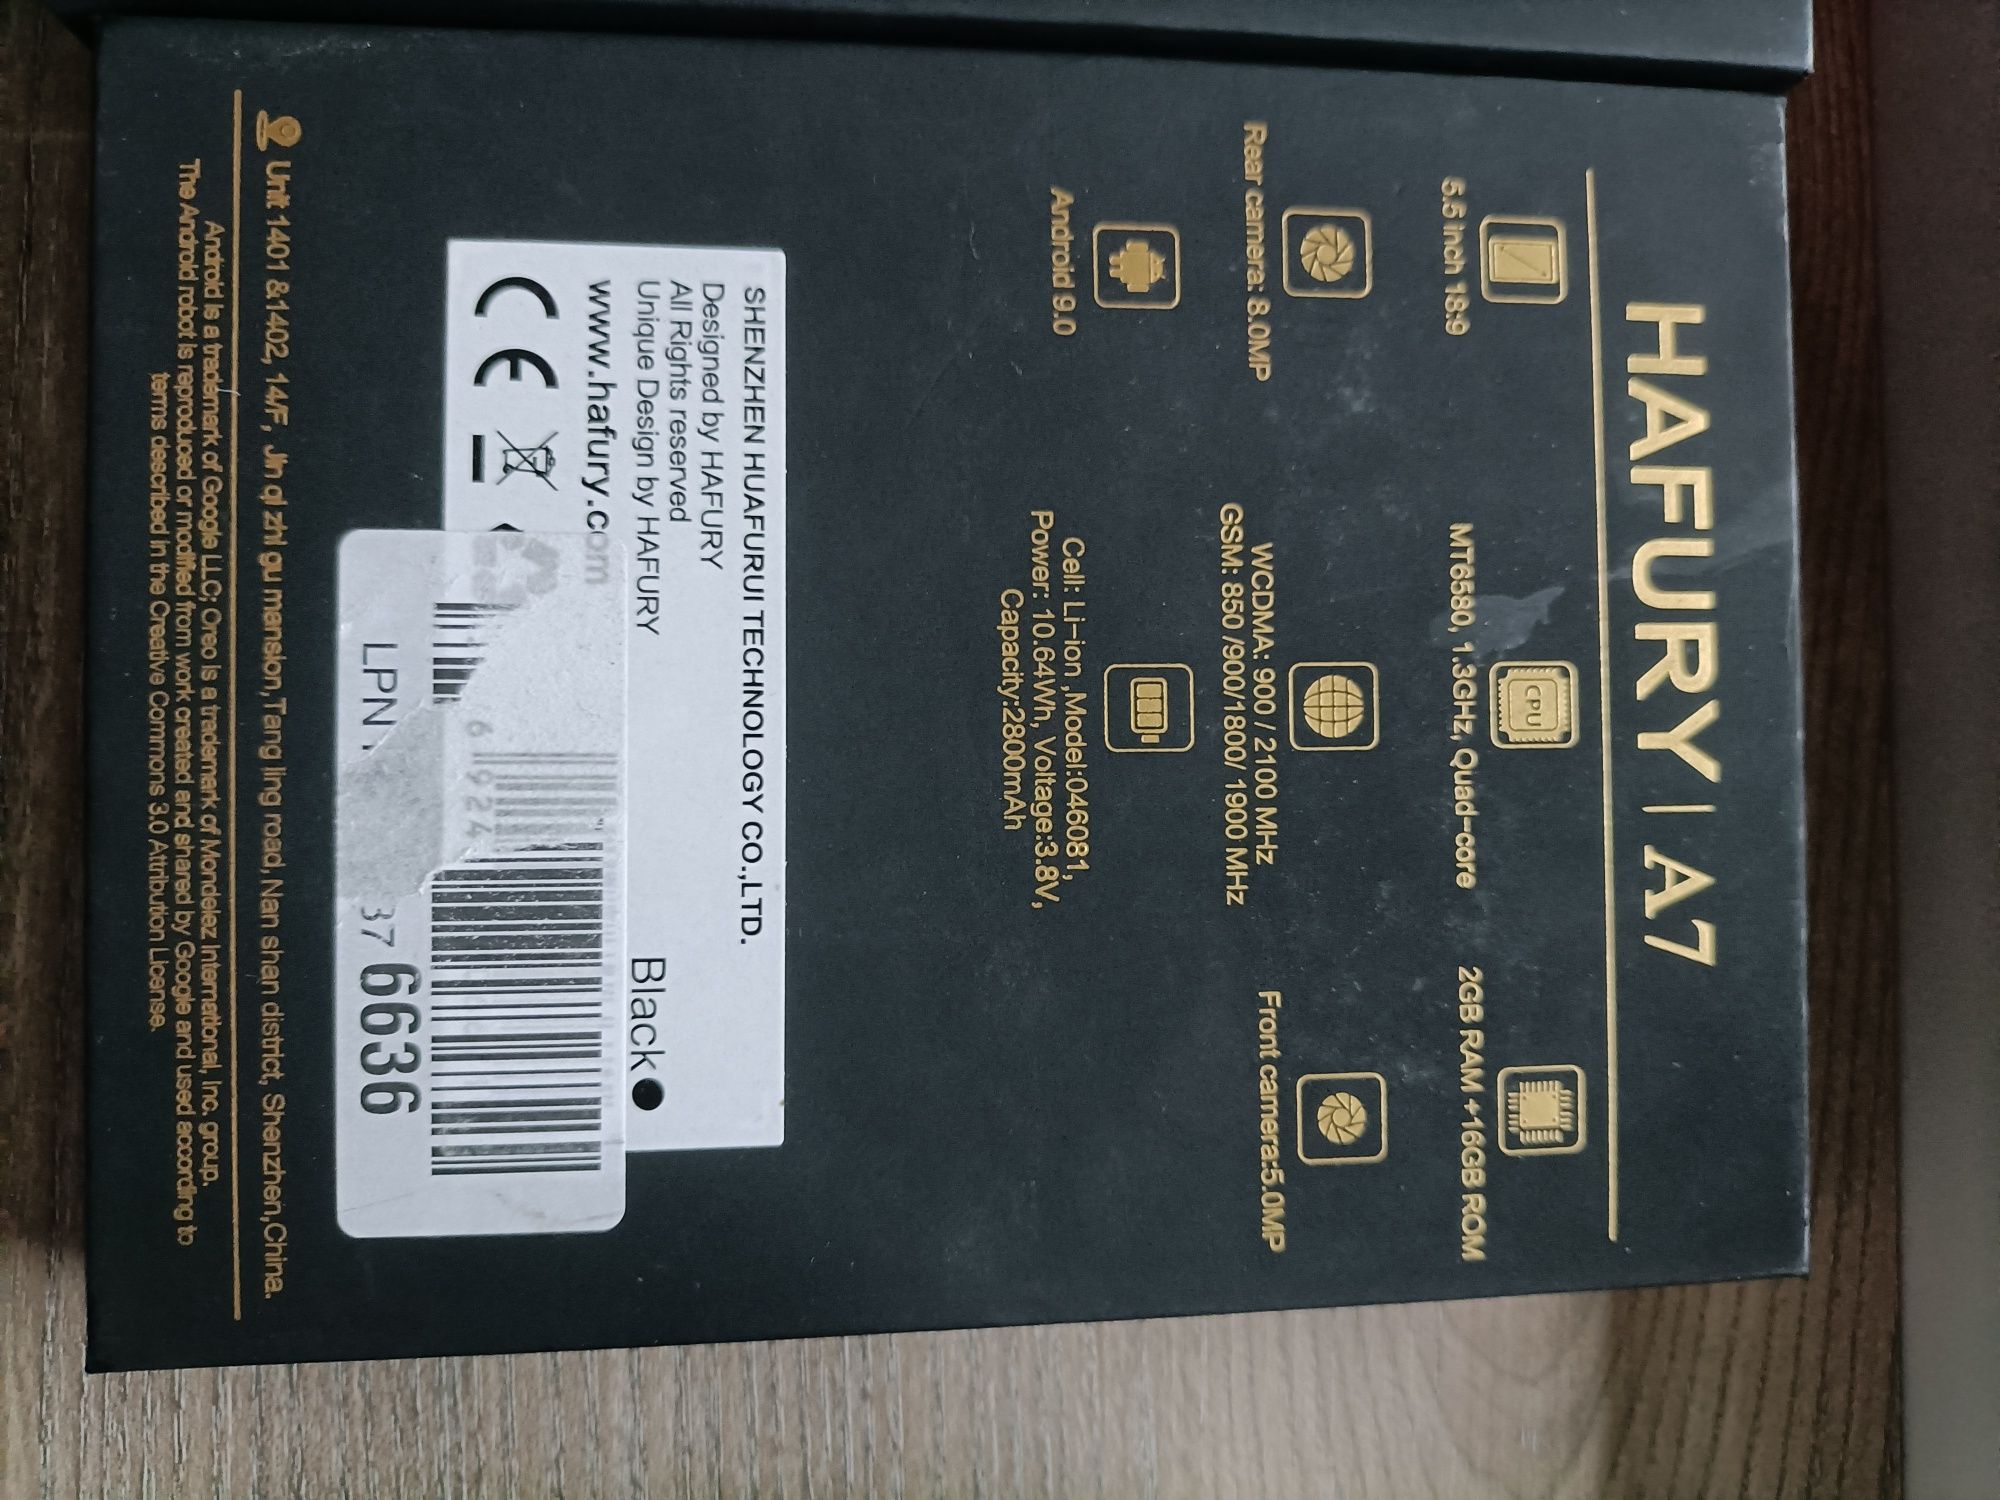 HAFURY | A7
5.5 inch 18:9
CPU
MT6580, 1.3GHz, Quad-core
2GB RAM +16GB ROM
Rear camera: 8.0MP
WCDMA: 900 / 2100 MHz
GSM: 850 /900/1800/ 1900 MHz
Front camera:5.0MP
Android 9.0
Cell: Li-ion ,Model:046081,
Power: 10.64Wh, Voltage:3.8V,
Capacity:2800mAh
SHENZHEN HUAFURUI TECHNOLOGY CO.,LTD.
Designed by HAFURY
All Rights reserved
Unique Design by HAFURY
Black
www.hafury.com
CE
6 924
LPN
37 6636
Unit 1401 &1402, 14/F, Jin qi zhi gu mansion,Tang ling road, Nan shan district, Shenzhen,China.
Android is a trademark of Google LLC; Oreo is a trademark of Mondelez International, Inc. group.
The Android robot is reproduced or modified from work created and shared by Google and used according to
terms described in the Creative Commons 3.0 Attribution License.